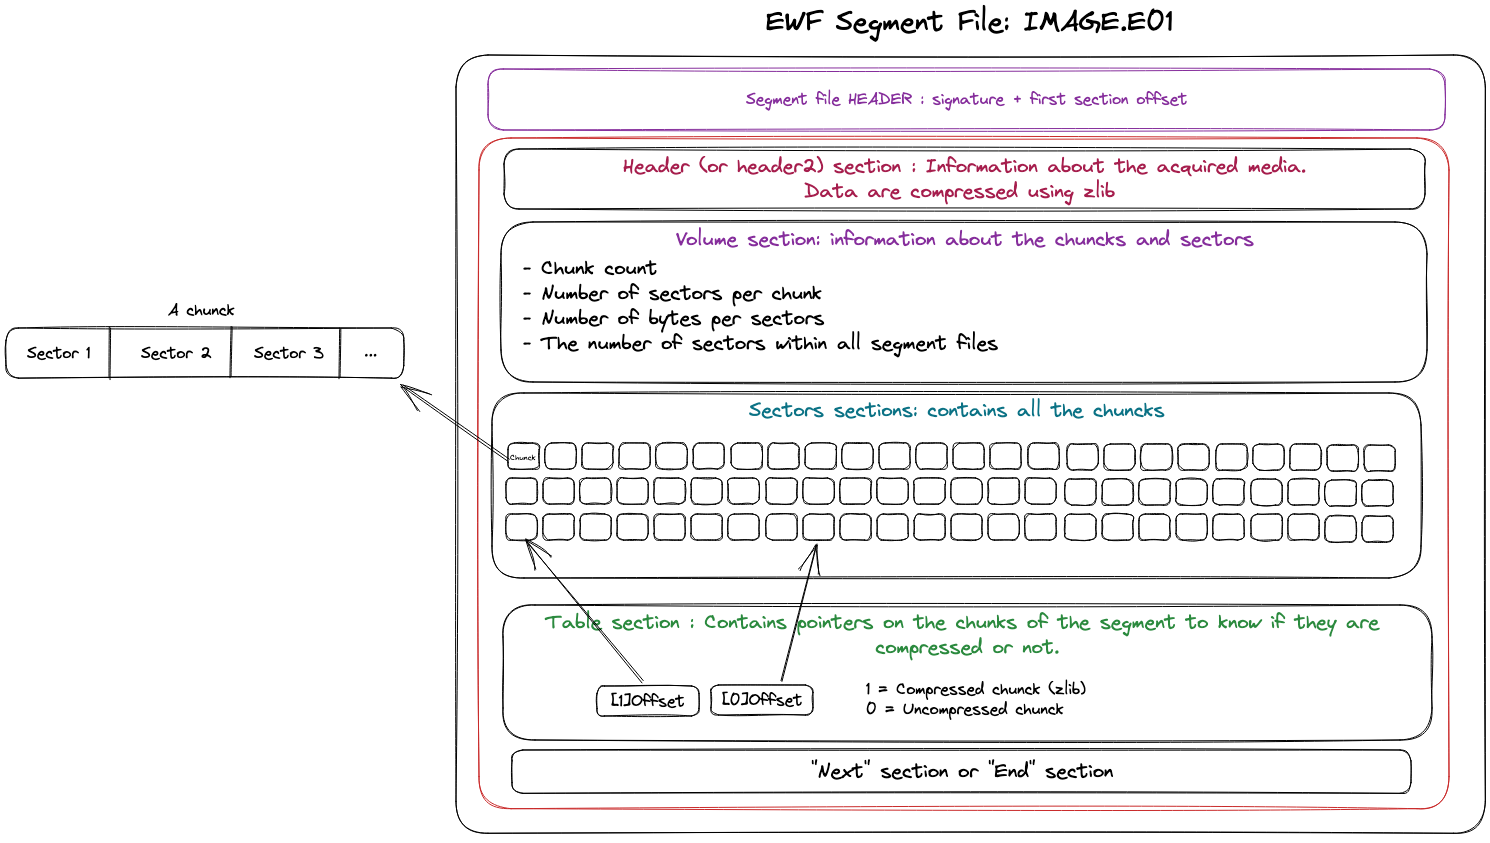 EWF Segment File: IMAGE.E01
Segment file HEADER : signature + first section offset
Header (or header2) section : Information about the acquired media.
Data are compressed using zlib
Volume section: information about the chuncks and sectors
- Chunk count
- Number of sectors per chunk
- Number of bytes per sectors
- The number of sectors within all segment files
A chunck
Sector 1
Sector 2
Sector 3
...
Sectors sections: contains all the chuncks
Chunck
Table section : Contains pointers on the chunks of the segment to know if they are
compressed or not.
[1]Offset
[0]Offset
1 = Compressed chunck (zlib)
0 = Uncompressed chunck
"Next" section or "End" section